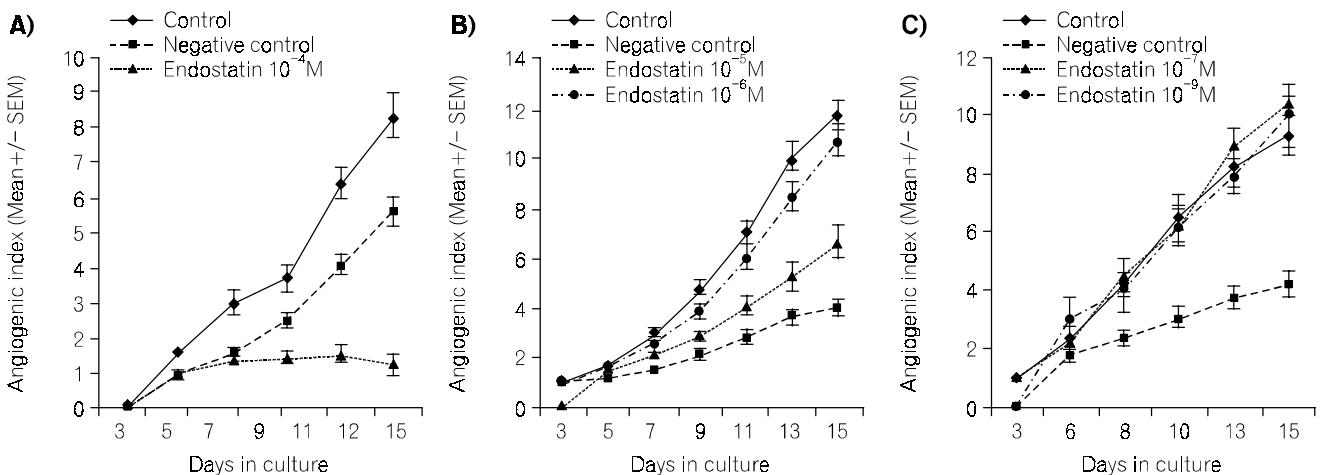 A)
Control
Negative control
Endostatin 10⁻⁴M
Angiogenic index (Mean+/− SEM)
10
9
8
7
6
5
4
3
2
1
0
3 5 7 9 11 12 15
Days in culture
B)
Control
Negative control
Endostatin 10⁻⁵M
Endostatin 10⁻⁶M
Angiogenic index (Mean+/− SEM)
14
12
10
8
6
4
2
0
3 5 7 9 11 13 15
Days in culture
C)
Control
Negative control
Endostatin 10⁻⁷M
Endostatin 10⁻⁹M
Angiogenic index (Mean+/− SEM)
12
10
8
6
4
2
0
3 6 8 10 13 15
Days in culture